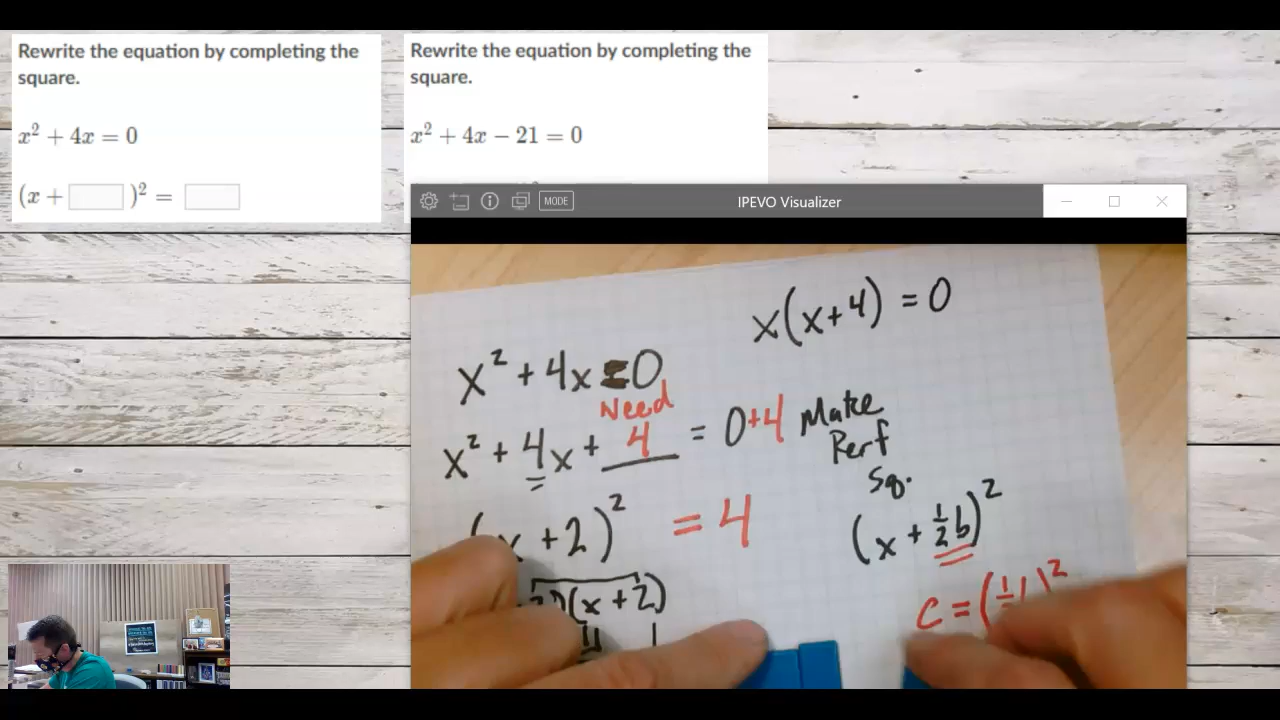 Rewrite the equation by completing the
square.
x² + 4x = 0
(x + )² =
Rewrite the equation by completing the
square.
x² + 4x − 21 = 0
MODE
IPEVO Visualizer
x(x+4) = 0
x² + 4x = 0
Need
x² + 4x + 4 = 0+4 Make
Perf
Sq.
+2)² = 4
(x + ½b)²
(x +2)
C = (